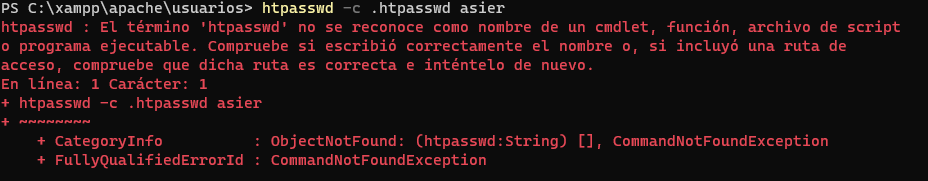 PS C:\xampp\apache\usuarios> htpasswd -c .htpasswd asier
htpasswd : El término 'htpasswd' no se reconoce como nombre de un cmdlet, función, archivo de script
o programa ejecutable. Compruebe si escribió correctamente el nombre o, si incluyó una ruta de
acceso, compruebe que dicha ruta es correcta e inténtelo de nuevo.
En línea: 1 Carácter: 1
+ htpasswd -c .htpasswd asier
+ ~~~~~~~~
    + CategoryInfo          : ObjectNotFound: (htpasswd:String) [], CommandNotFoundException
    + FullyQualifiedErrorId : CommandNotFoundException